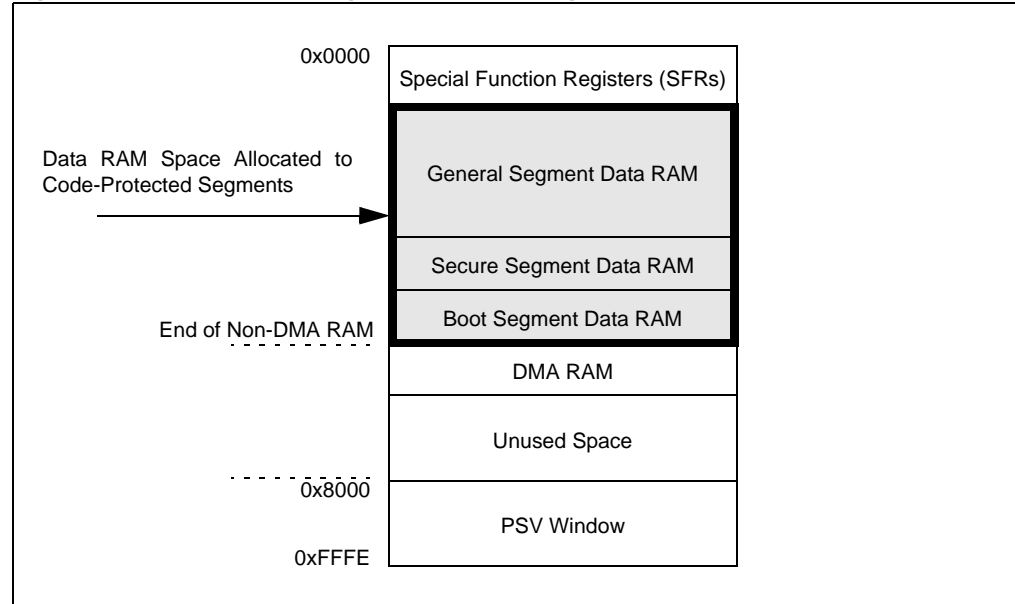 0x0000
Special Function Registers (SFRs)
Data RAM Space Allocated to
Code-Protected Segments
General Segment Data RAM
Secure Segment Data RAM
Boot Segment Data RAM
End of Non-DMA RAM
DMA RAM
Unused Space
0x8000
PSV Window
0xFFFE